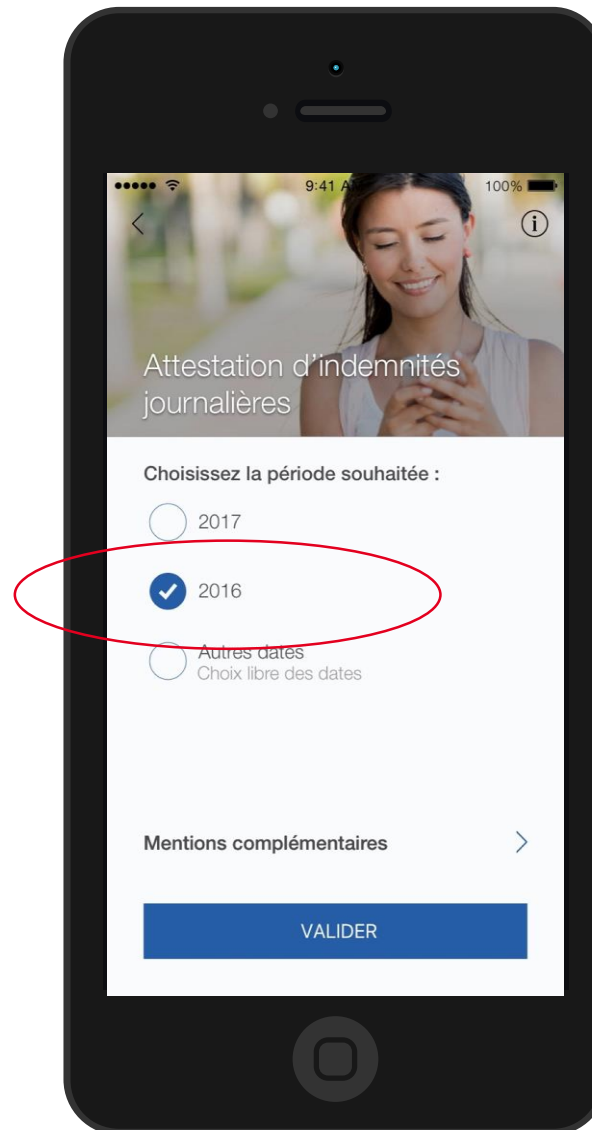 9:41 A
100%
Attestation d'indemnités
journalières
Choisissez la période souhaitée :
2017
2016
Autres dates
Choix libre des dates
Mentions complémentaires
VALIDER